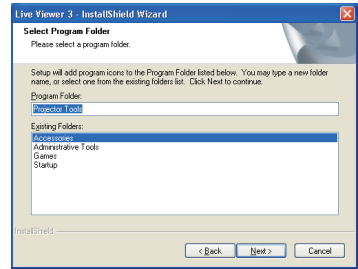 Live Viewer 3 - InstallShield Wizard
Select Program Folder
Please select a program folder.
Setup will add program icons to the Program Folder listed below. You may type a new folder
name, or select one from the existing folders list. Click Next to continue.
Program Folder:
Projector Tools
Existing Folders:
Accessories
Administrative Tools
Games
Startup
InstallShield
< Back Next > Cancel